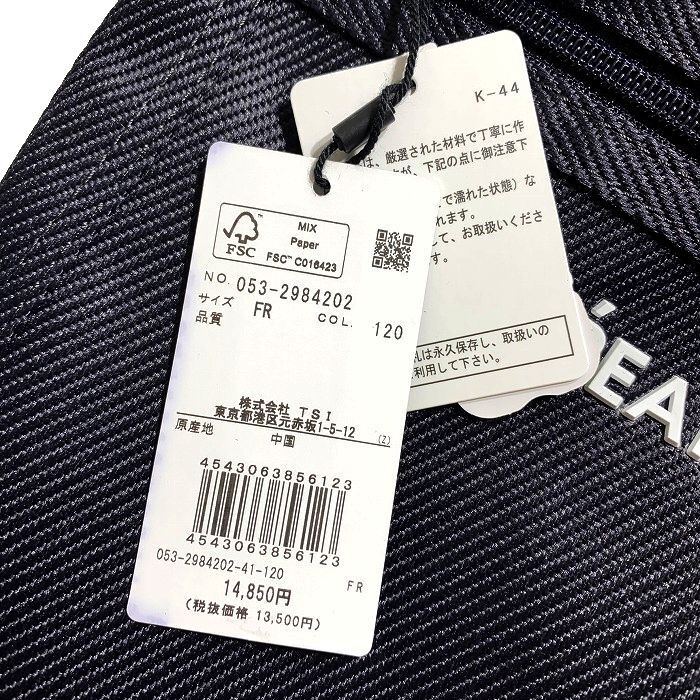 K-44
は、厳選された材料で丁寧に作
が、下記の点に御注意下
で濡れた状態）な
れます。
して、お取扱いくださ
す。
札は永久保存し、取扱いの
利用して下さい。
FSC
MIX
Paper
FSC™ C016423
NO. 053-2984202
サイズ FR COL. 120
品質
株式会社 TSI
東京都港区元赤坂1-5-12 (Z)
原産地 中国
4543063856123
4543063856123
053-2984202-41-120 FR
14,850円
(税抜価格 13,500円)
ÉEA